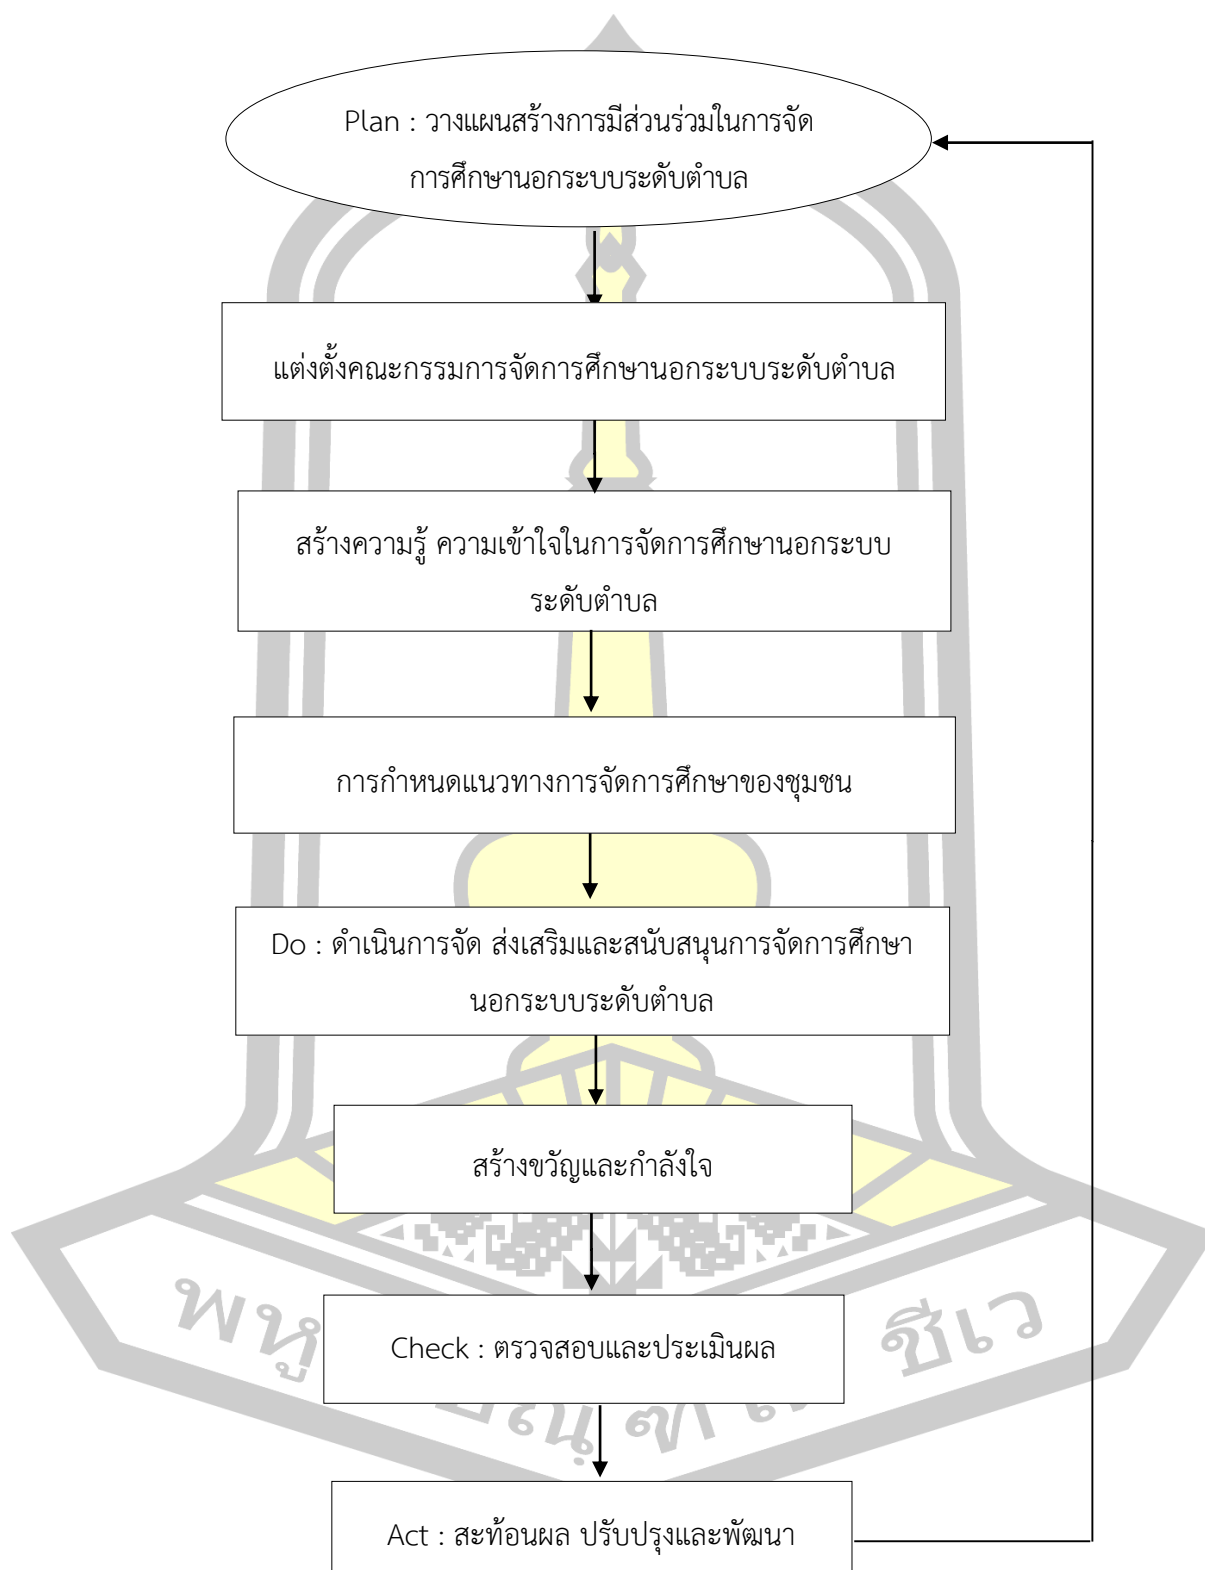 Plan : วางแผนสร้างการมีส่วนร่วมในการจัด
การศึกษานอกระบบระดับตำบล
แต่งตั้งคณะกรรมการจัดการศึกษานอกระบบระดับตำบล
สร้างความรู้ ความเข้าใจในการจัดการศึกษานอกระบบ
ระดับตำบล
การกำหนดแนวทางการจัดการศึกษาของชุมชน
Do : ดำเนินการจัด ส่งเสริมและสนับสนุนการจัดการศึกษา
นอกระบบระดับตำบล
สร้างขวัญและกำลังใจ
Check : ตรวจสอบและประเมินผล
Act : สะท้อนผล ปรับปรุงและพัฒนา
พหู
ชีเว